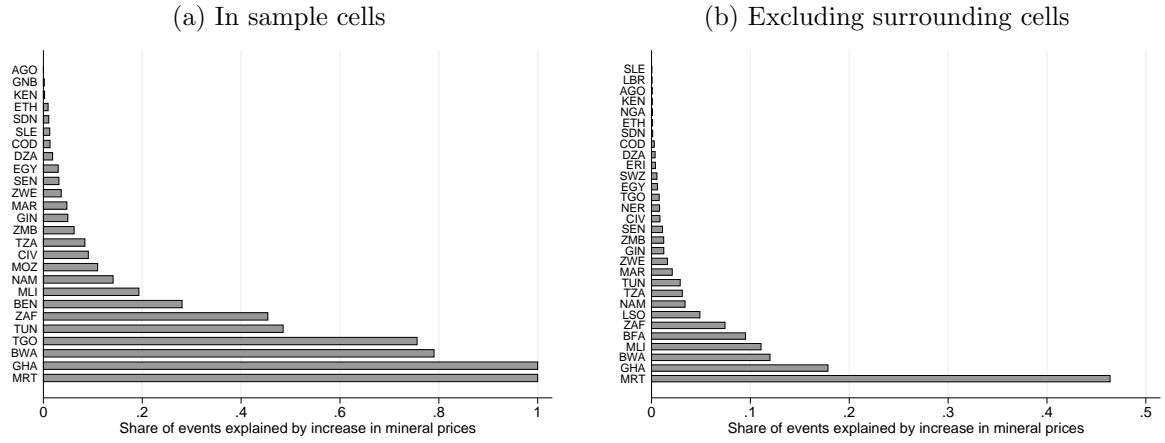 (a) In sample cells
AGO
GNB
KEN
ETH
SDN
SLE
COD
DZA
EGY
SEN
ZWE
MAR
GIN
ZMB
TZA
CIV
MOZ
NAM
MLI
BEN
ZAF
TUN
TGO
BWA
GHA
MRT
0 .2 .4 .6 .8 1
Share of events explained by increase in mineral prices
(b) Excluding surrounding cells
SLE
LBR
AGO
KEN
NGA
ETH
SDN
COD
DZA
ERI
SWZ
EGY
TGO
NER
CIV
SEN
ZMB
GIN
ZWE
MAR
TUN
TZA
NAM
LSO
ZAF
BFA
MLI
BWA
GHA
MRT
0 .1 .2 .3 .4 .5
Share of events explained by increase in mineral prices